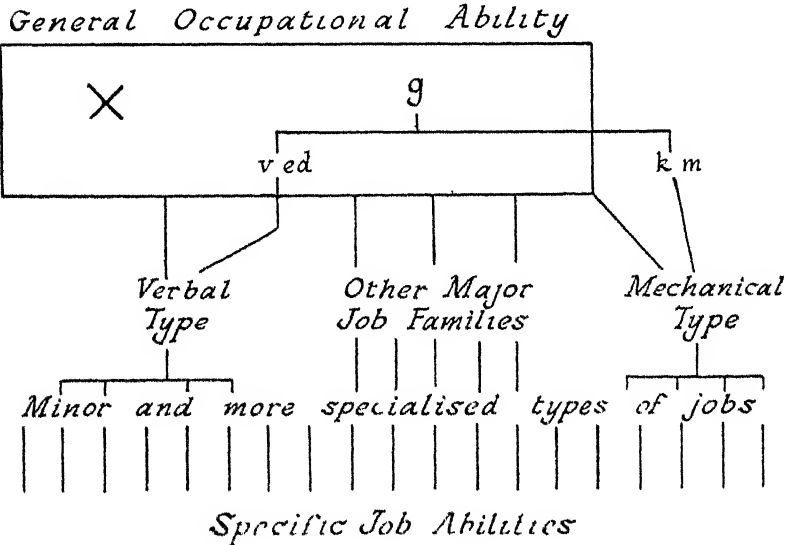 General Occupational Ability
X
g
v ed
k m
Verbal Type
Other Major Job Families
Mechanical Type
Minor and more specialised types of jobs
Specific Job Abilities